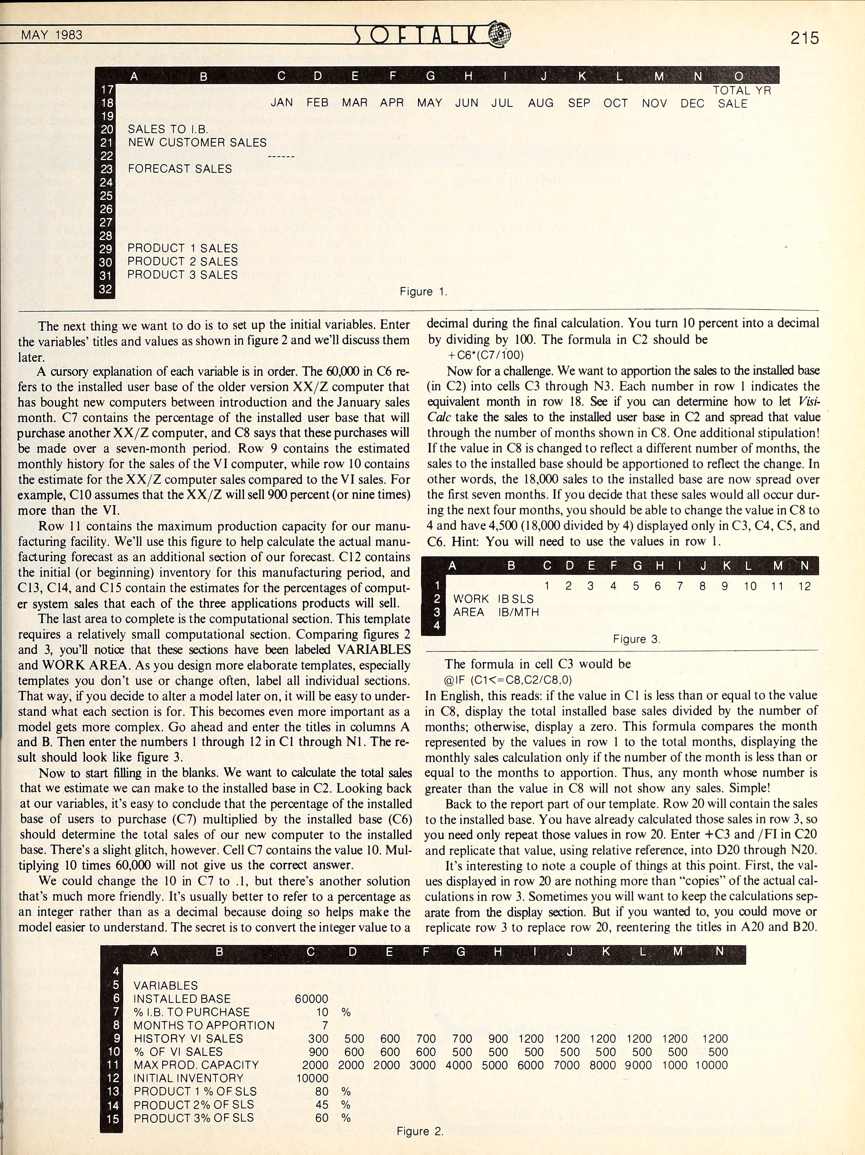 MAY 1983
SOFTALK
215
A B C D E F G H I J K L M N O
17 TOTAL YR
18 JAN FEB MAR APR MAY JUN JUL AUG SEP OCT NOV DEC SALE
19
20 SALES TO I.B.
21 NEW CUSTOMER SALES
22 ------
23 FORECAST SALES
24
25
26
27
28
29 PRODUCT 1 SALES
30 PRODUCT 2 SALES
31 PRODUCT 3 SALES
32
Figure 1.
The next thing we want to do is to set up the initial variables. Enter
the variables' titles and values as shown in figure 2 and we'll discuss them
later.
A cursory explanation of each variable is in order. The 60,000 in C6 re-
fers to the installed user base of the older version XX/Z computer that
has bought new computers between introduction and the January sales
month. C7 contains the percentage of the installed user base that will
purchase another XX/Z computer, and C8 says that these purchases will
be made over a seven-month period. Row 9 contains the estimated
monthly history for the sales of the VI computer, while row 10 contains
the estimate for the XX/Z computer sales compared to the VI sales. For
example, C10 assumes that the XX/Z will sell 900 percent (or nine times)
more than the VI.
Row 11 contains the maximum production capacity for our manu-
facturing facility. We'll use this figure to help calculate the actual manu-
facturing forecast as an additional section of our forecast. C12 contains
the initial (or beginning) inventory for this manufacturing period, and
C13, C14, and C15 contain the estimates for the percentages of comput-
er system sales that each of the three applications products will sell.
The last area to complete is the computational section. This template
requires a relatively small computational section. Comparing figures 2
and 3, you'll notice that these sections have been labeled VARIABLES
and WORK AREA. As you design more elaborate templates, especially
templates you don't use or change often, label all individual sections.
That way, if you decide to alter a model later on, it will be easy to under-
stand what each section is for. This becomes even more important as a
model gets more complex. Go ahead and enter the titles in columns A
and B. Then enter the numbers 1 through 12 in C1 through N1. The re-
sult should look like figure 3.
Now to start filling in the blanks. We want to calculate the total sales
that we estimate we can make to the installed base in C2. Looking back
at our variables, it's easy to conclude that the percentage of the installed
base of users to purchase (C7) multiplied by the installed base (C6)
should determine the total sales of our new computer to the installed
base. There's a slight glitch, however. Cell C7 contains the value 10. Mul-
tiplying 10 times 60,000 will not give us the correct answer.
We could change the 10 in C7 to .1, but there's another solution
that's much more friendly. It's usually better to refer to a percentage as
an integer rather than as a decimal because doing so helps make the
model easier to understand. The secret is to convert the integer value to a
decimal during the final calculation. You turn 10 percent into a decimal
by dividing by 100. The formula in C2 should be
+C6*(C7/100)
Now for a challenge. We want to apportion the sales to the installed base
(in C2) into cells C3 through N3. Each number in row 1 indicates the
equivalent month in row 18. See if you can determine how to let Visi-
Calc take the sales to the installed user base in C2 and spread that value
through the number of months shown in C8. One additional stipulation!
If the value in C8 is changed to reflect a different number of months, the
sales to the installed base should be apportioned to reflect the change. In
other words, the 18,000 sales to the installed base are now spread over
the first seven months. If you decide that these sales would all occur dur-
ing the next four months, you should be able to change the value in C8 to
4 and have 4,500 (18,000 divided by 4) displayed only in C3, C4, C5, and
C6. Hint: You will need to use the values in row 1.
A B C D E F G H I J K L M N
1 1 2 3 4 5 6 7 8 9 10 11 12
2 WORK IB SLS
3 AREA IB/MTH
4
Figure 3.
The formula in cell C3 would be
@IF (C1<=C8,C2/C8,0)
In English, this reads: if the value in C1 is less than or equal to the value
in C8, display the total installed base sales divided by the number of
months; otherwise, display a zero. This formula compares the month
represented by the values in row 1 to the total months, displaying the
monthly sales calculation only if the number of the month is less than or
equal to the months to apportion. Thus, any month whose number is
greater than the value in C8 will not show any sales. Simple!
Back to the report part of our template. Row 20 will contain the sales
to the installed base. You have already calculated those sales in row 3, so
you need only repeat those values in row 20. Enter +C3 and /FI in C20
and replicate that value, using relative reference, into D20 through N20.
It's interesting to note a couple of things at this point. First, the val-
ues displayed in row 20 are nothing more than "copies" of the actual cal-
culations in row 3. Sometimes you will want to keep the calculations sep-
arate from the display section. But if you wanted to, you could move or
replicate row 3 to replace row 20, reentering the titles in A20 and B20.
A B C D E F G H I J K L M N
4
5 VARIABLES
6 INSTALLED BASE 60000
7 % I.B. TO PURCHASE 10 %
8 MONTHS TO APPORTION 7
9 HISTORY VI SALES 300 500 600 700 700 900 1200 1200 1200 1200 1200 1200
10 % OF VI SALES 900 600 600 600 500 500 500 500 500 500 500 500
11 MAX PROD. CAPACITY 2000 2000 2000 3000 4000 5000 6000 7000 8000 9000 1000 10000
12 INITIAL INVENTORY 10000
13 PRODUCT 1 % OF SLS 80 %
14 PRODUCT 2% OF SLS 45 %
15 PRODUCT 3% OF SLS 60 %
Figure 2.